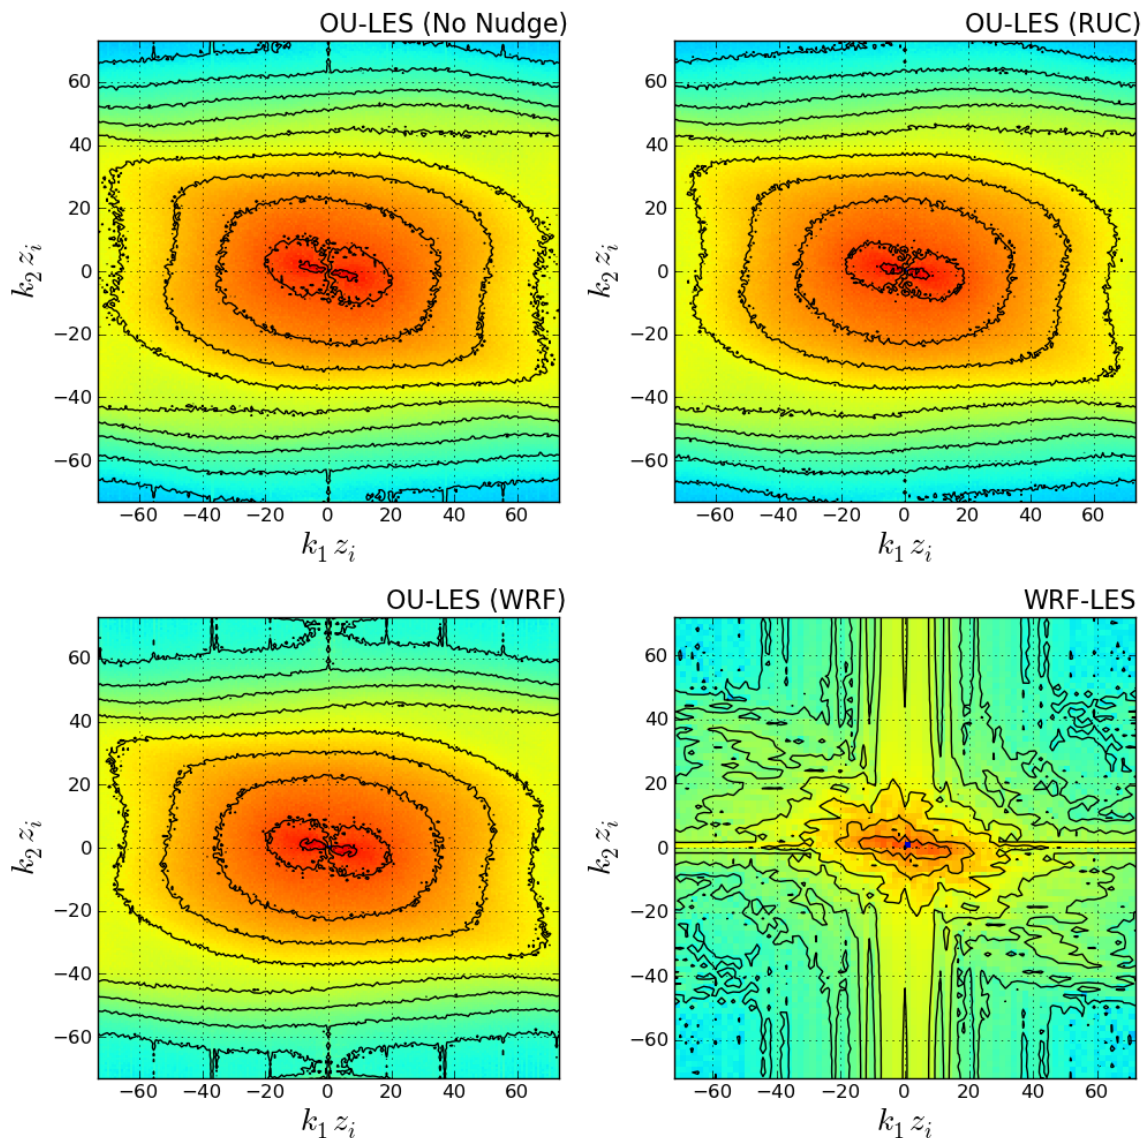 OU-LES (No Nudge)
60
40
20
0
−20
−40
−60
k₂ zᵢ
−60 −40 −20 0 20 40 60
k₁ zᵢ
OU-LES (RUC)
60
40
20
0
−20
−40
−60
k₂ zᵢ
−60 −40 −20 0 20 40 60
k₁ zᵢ
OU-LES (WRF)
60
40
20
0
−20
−40
−60
k₂ zᵢ
−60 −40 −20 0 20 40 60
k₁ zᵢ
WRF-LES
60
40
20
0
−20
−40
−60
k₂ zᵢ
−60 −40 −20 0 20 40 60
k₁ zᵢ